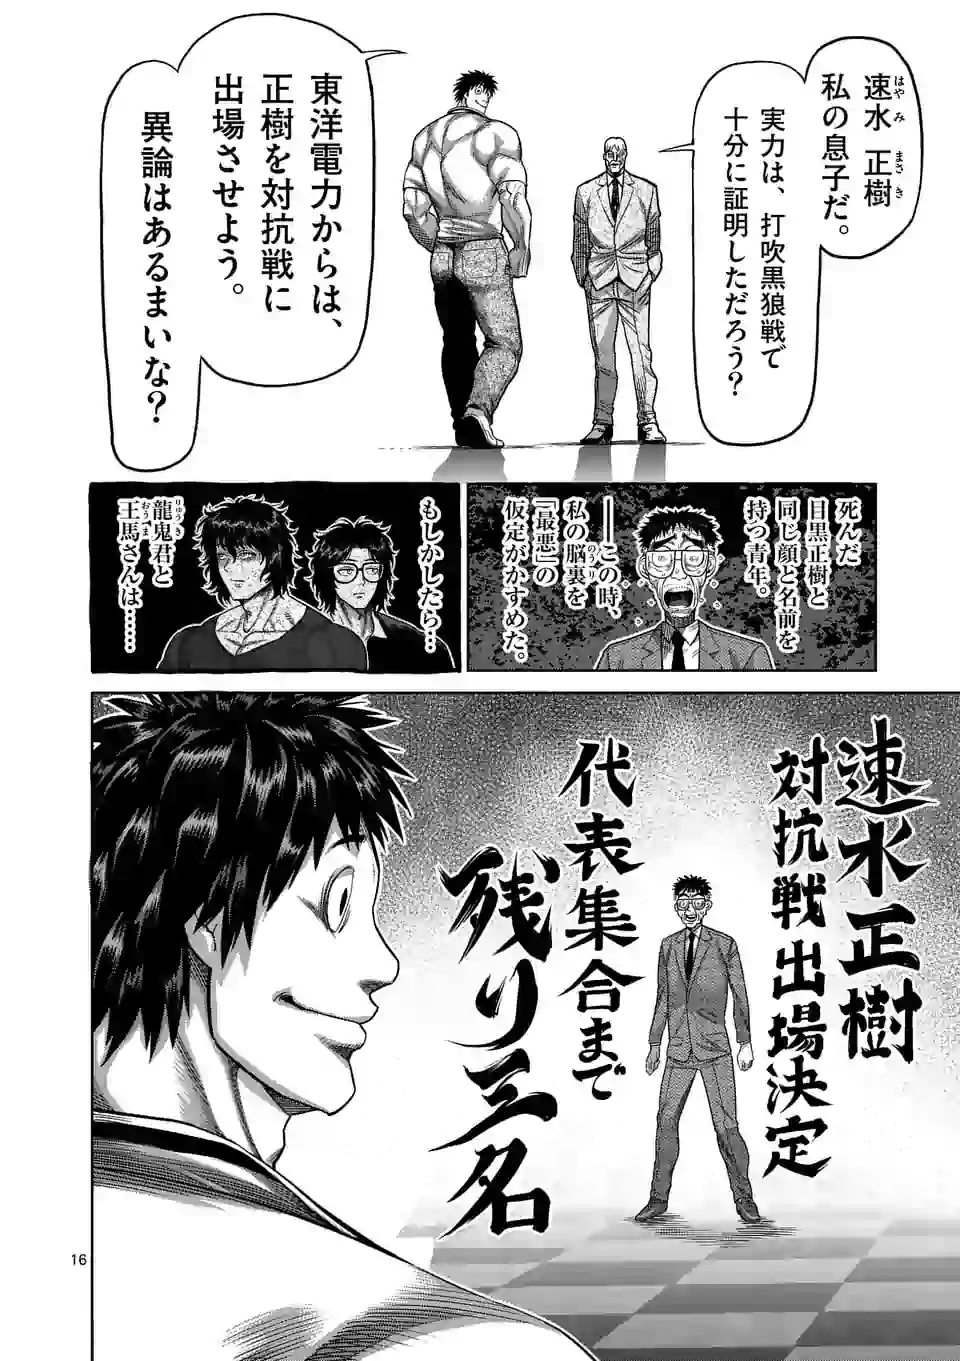 速水 正樹
私の息子だ。
実力は、打吹黒狼戦で
十分に証明しただろう？
東洋電力からは、
正樹を対抗戦に
出場させよう。
異論はあるまいな？
死んだ
目黒正樹と
同じ顔と名前を
持つ青年。
──この時、
私の脳裏を
「最悪」の
仮定がかすめた。
もしかしたら…
龍鬼君と
王馬さんは……
速水正樹
対抗戦出場決定
代表集合まで
残り三名
16